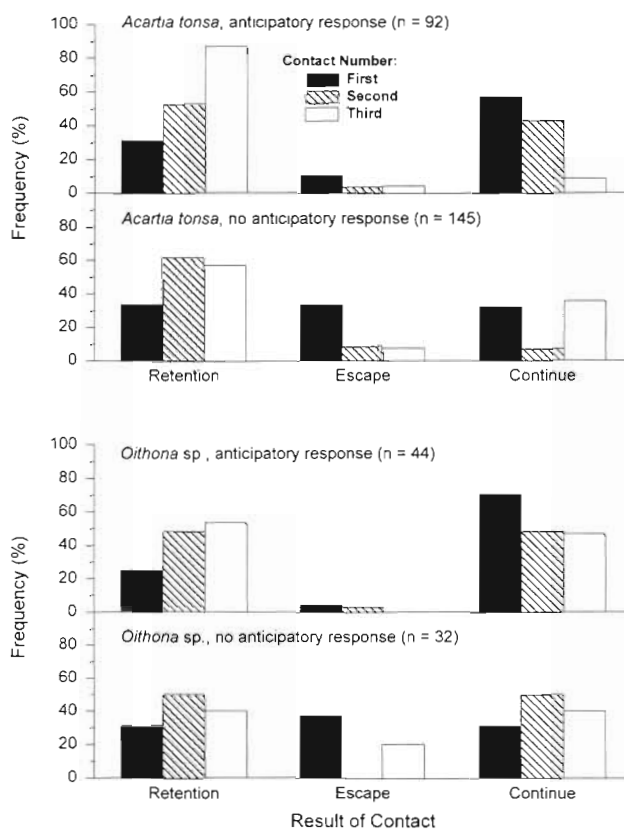 Acartia tonsa, anticipatory response (n = 92)
100
80
60
40
20
0
Contact Number:
First
Second
Third
Frequency (%)
Acartia tonsa, no anticipatory response (n = 145)
80
60
40
20
0
Retention
Escape
Continue
100
80
60
40
20
0
Oithona sp., anticipatory response (n = 44)
Frequency (%)
Oithona sp., no anticipatory response (n = 32)
80
60
40
20
0
Retention
Escape
Continue
Result of Contact